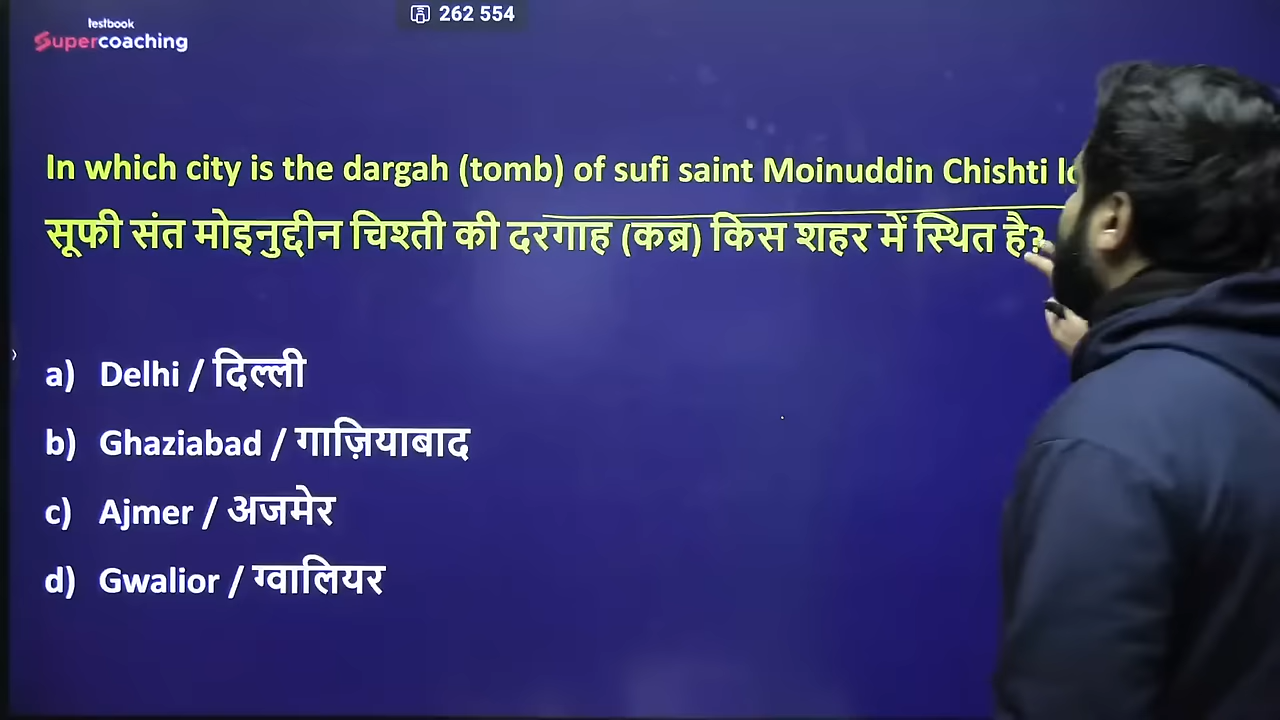 262 554
testbook
Supercoaching
In which city is the dargah (tomb) of sufi saint Moinuddin Chishti
सूफी संत मोइनुद्दीन चिश्ती की दरगाह (कब्र) किस शहर में स्थित है?
a) Delhi / दिल्ली
b) Ghaziabad / गाज़ियाबाद
c) Ajmer / अजमेर
d) Gwalior / ग्वालियर